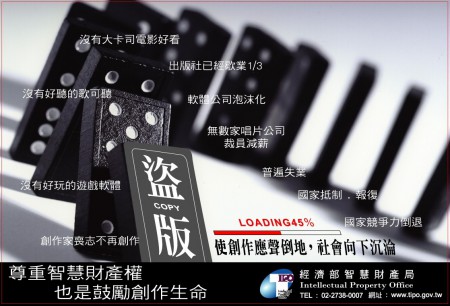 沒有大卡司電影好看
出版社已經歇業1/3
沒有好聽的歌可聽
軟體公司泡沫化
無數家唱片公司
裁員減薪
普遍失業
沒有好玩的遊戲軟體
國家抵制．報復
盜
COPY
版
LOADING45%
國家競爭力倒退
創作家喪志不再創作
使創作應聲倒地，社會向下沉淪
尊重智慧財產權
也是鼓勵創作生命
TIPO
經濟部智慧財產局
Intellectual Property Office
TEL：02-2738-0007 網址：www.tipo.gov.tw